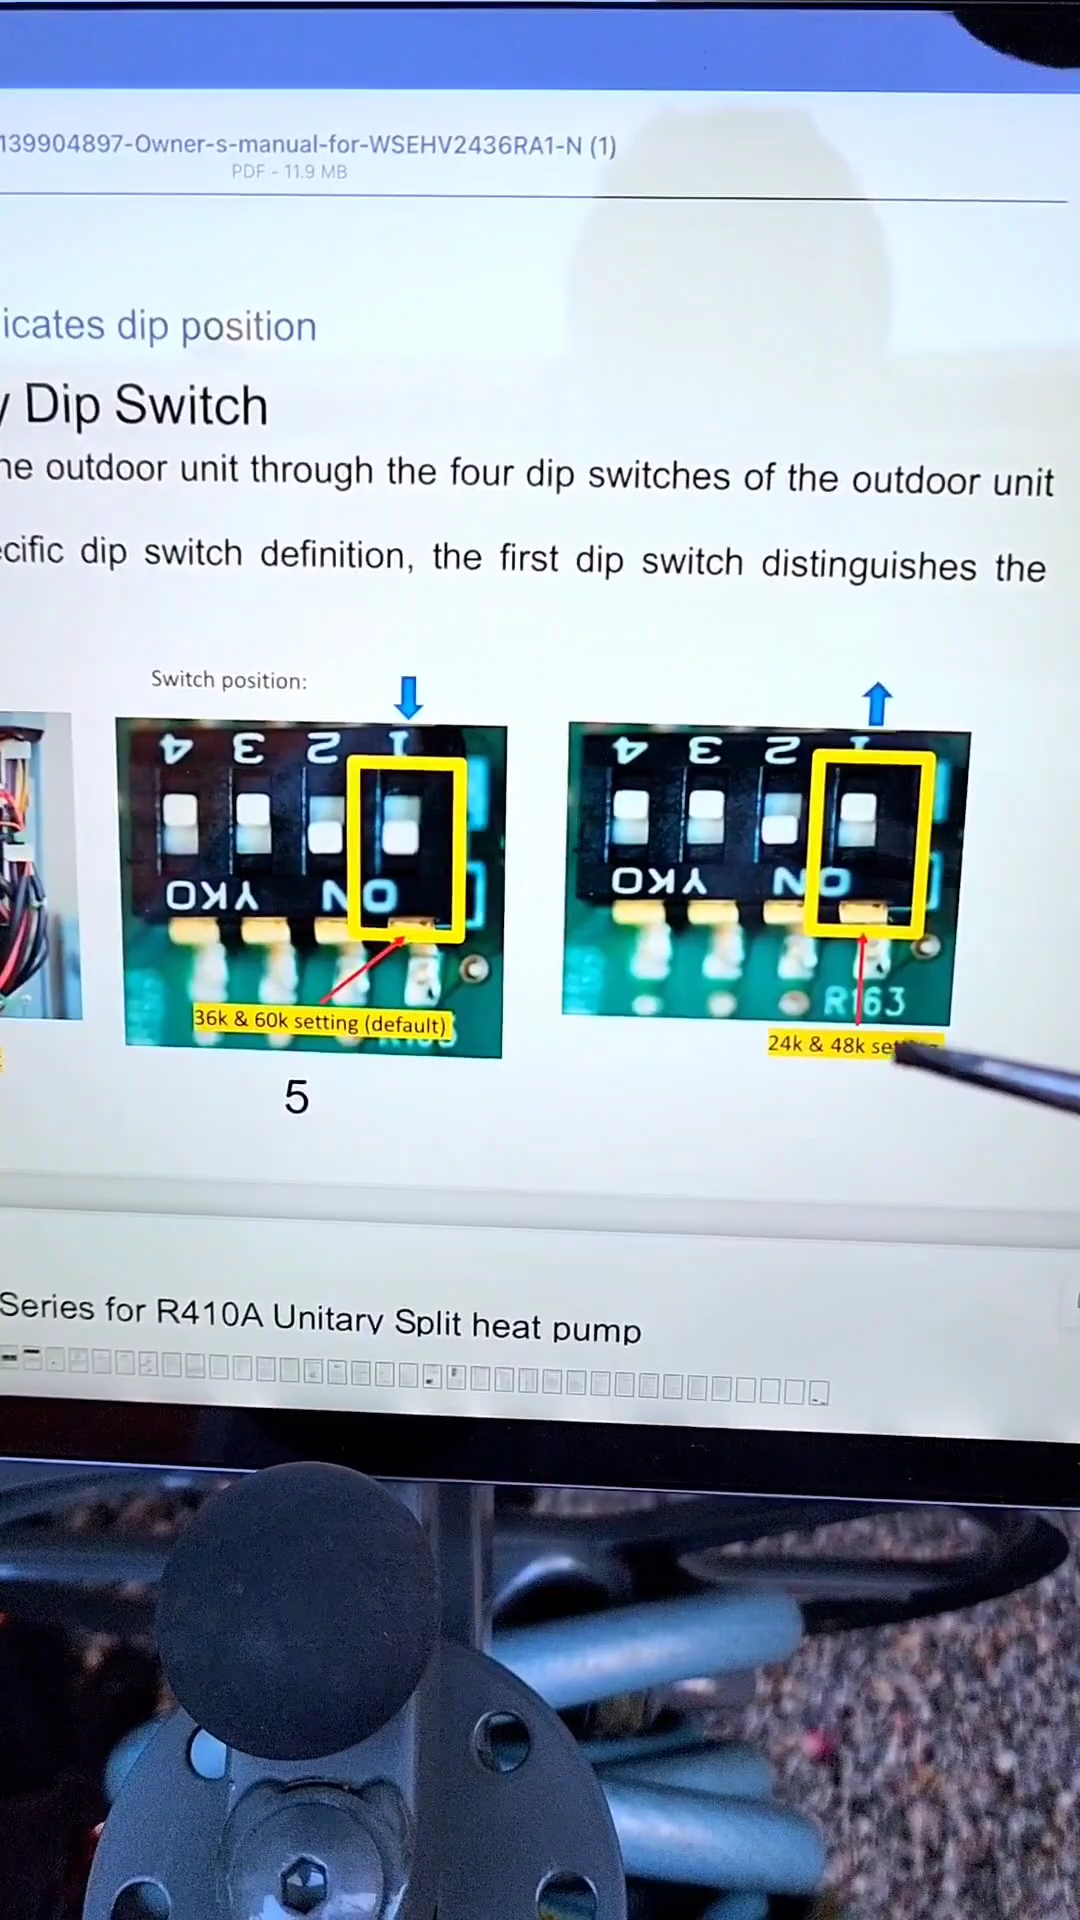 139904897-Owner-s-manual-for-WSEHV2436RA1-N (1)
PDF - 11.9 MB
icates dip position
y Dip Switch
he outdoor unit through the four dip switches of the outdoor unit
cific dip switch definition, the first dip switch distinguishes the
Switch position:
4 3 2 1
4 3 2 1
ON YKO
ON YKO
R163
36k & 60k setting (default)
24k & 48k se
5
Series for R410A Unitary Split heat pump